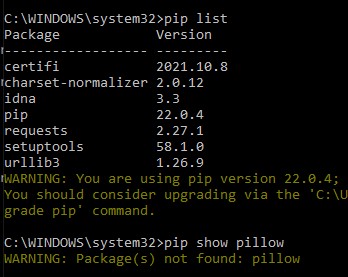 C:\WINDOWS\system32>pip list
Package Version
------------------ ---------
certifi 2021.10.8
charset-normalizer 2.0.12
idna 3.3
pip 22.0.4
requests 2.27.1
setuptools 58.1.0
urllib3 1.26.9
WARNING: You are using pip version 22.0.4;
You should consider upgrading via the 'C:\U
grade pip' command.
C:\WINDOWS\system32>pip show pillow
WARNING: Package(s) not found: pillow